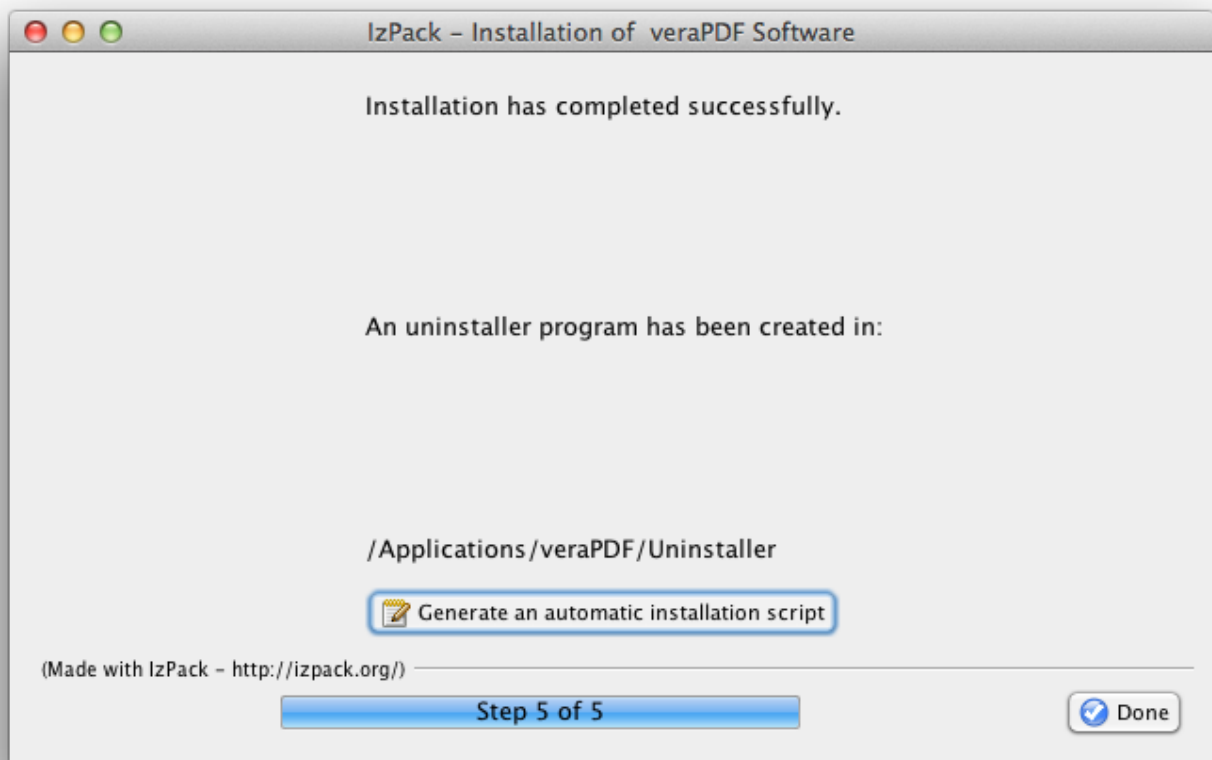 IzPack – Installation of  veraPDF Software
Installation has completed successfully.
An uninstaller program has been created in:
/Applications/veraPDF/Uninstaller
Generate an automatic installation script
(Made with IzPack – http://izpack.org/)
Step 5 of 5
Done